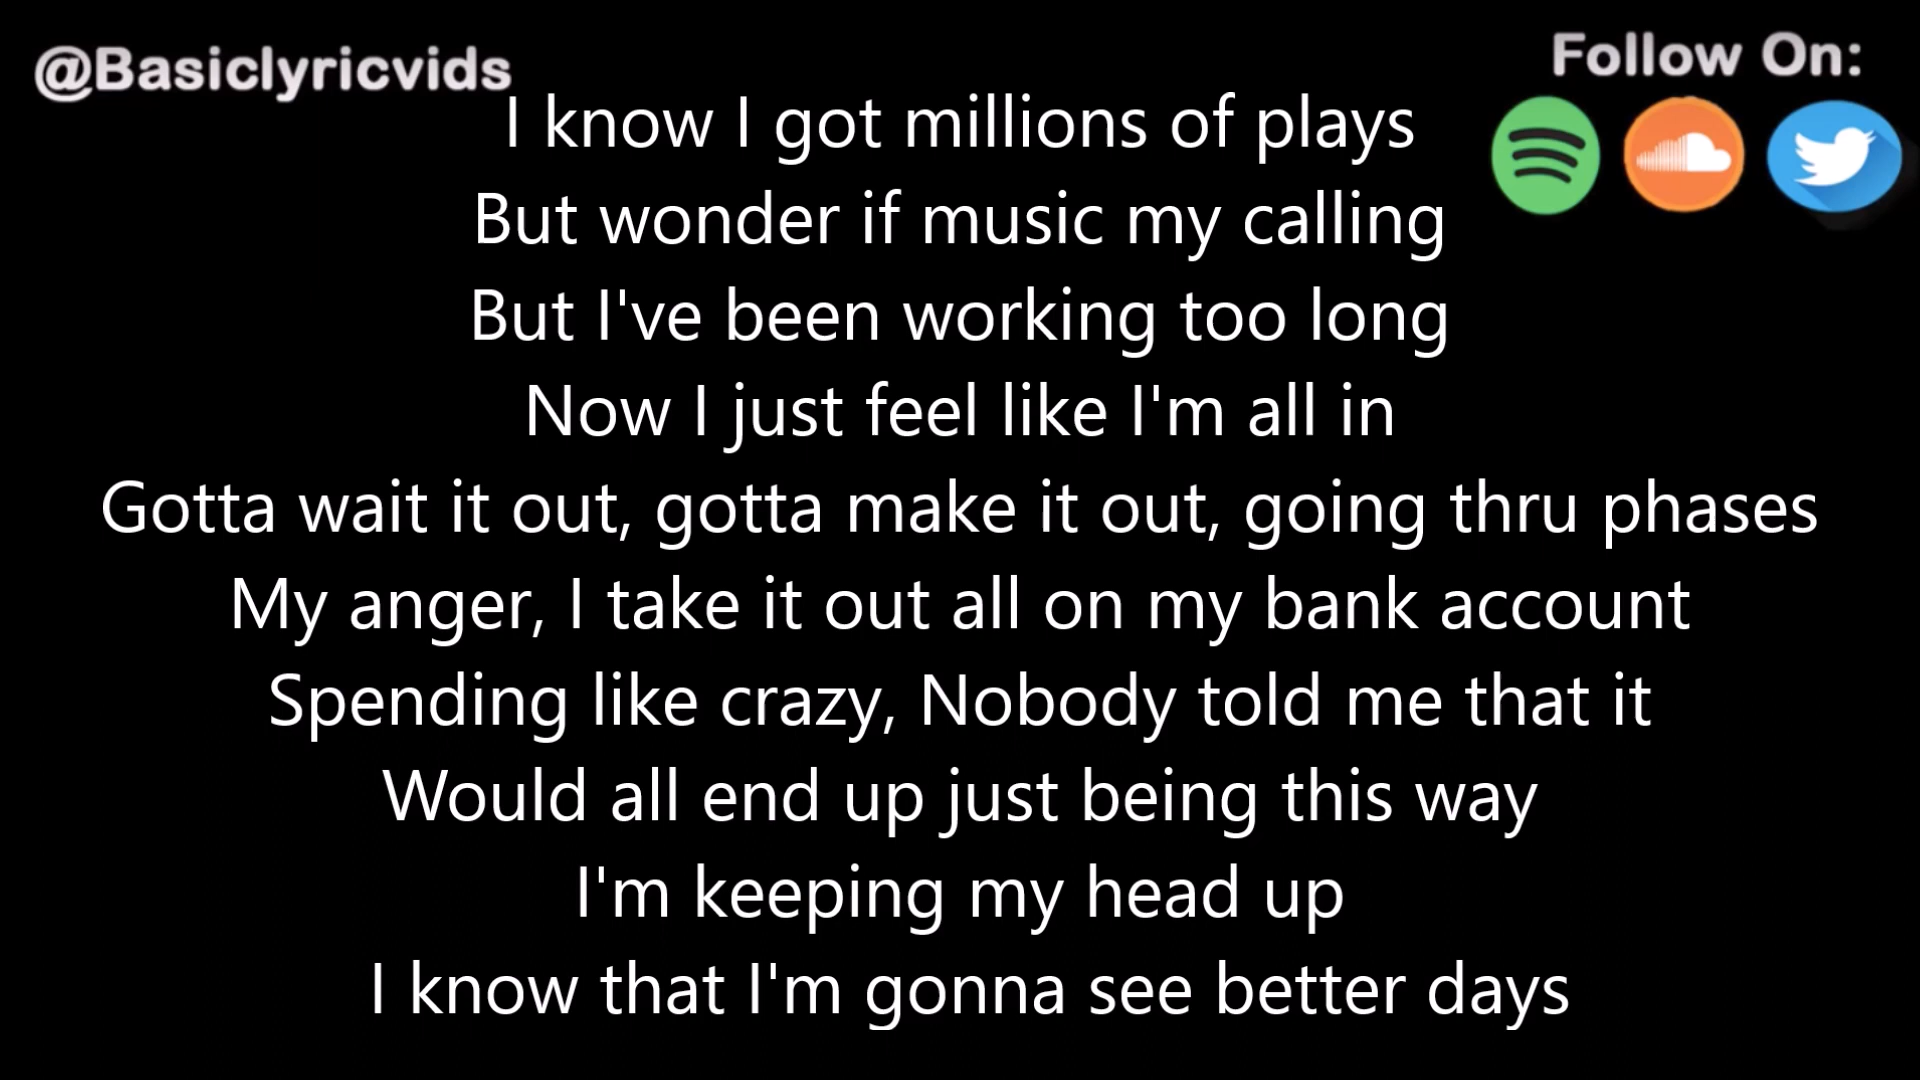 @Basiclyricvids
Follow On:
I know I got millions of plays
But wonder if music my calling
But I've been working too long
Now I just feel like I'm all in
Gotta wait it out, gotta make it out, going thru phases
My anger, I take it out all on my bank account
Spending like crazy, Nobody told me that it
Would all end up just being this way
I'm keeping my head up
I know that I'm gonna see better days